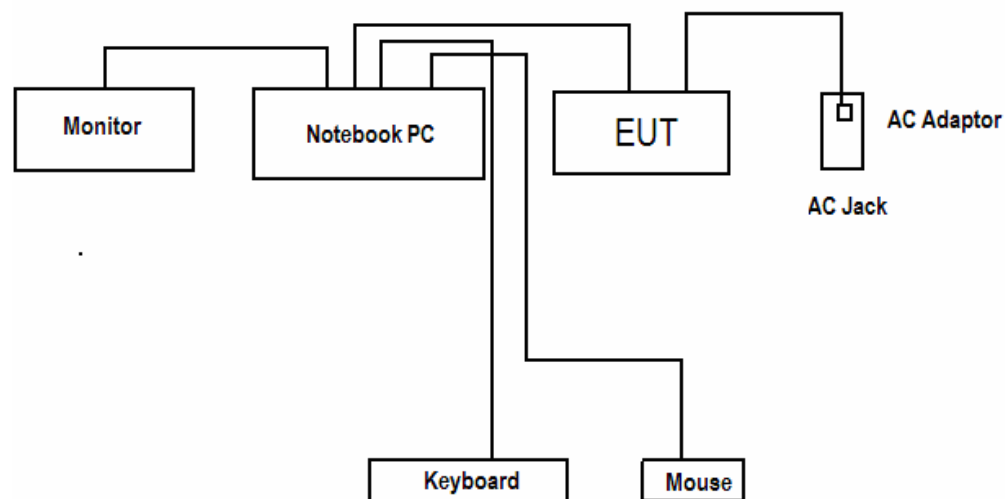 Monitor
Notebook PC
EUT
AC Adaptor
AC Jack
Keyboard
Mouse